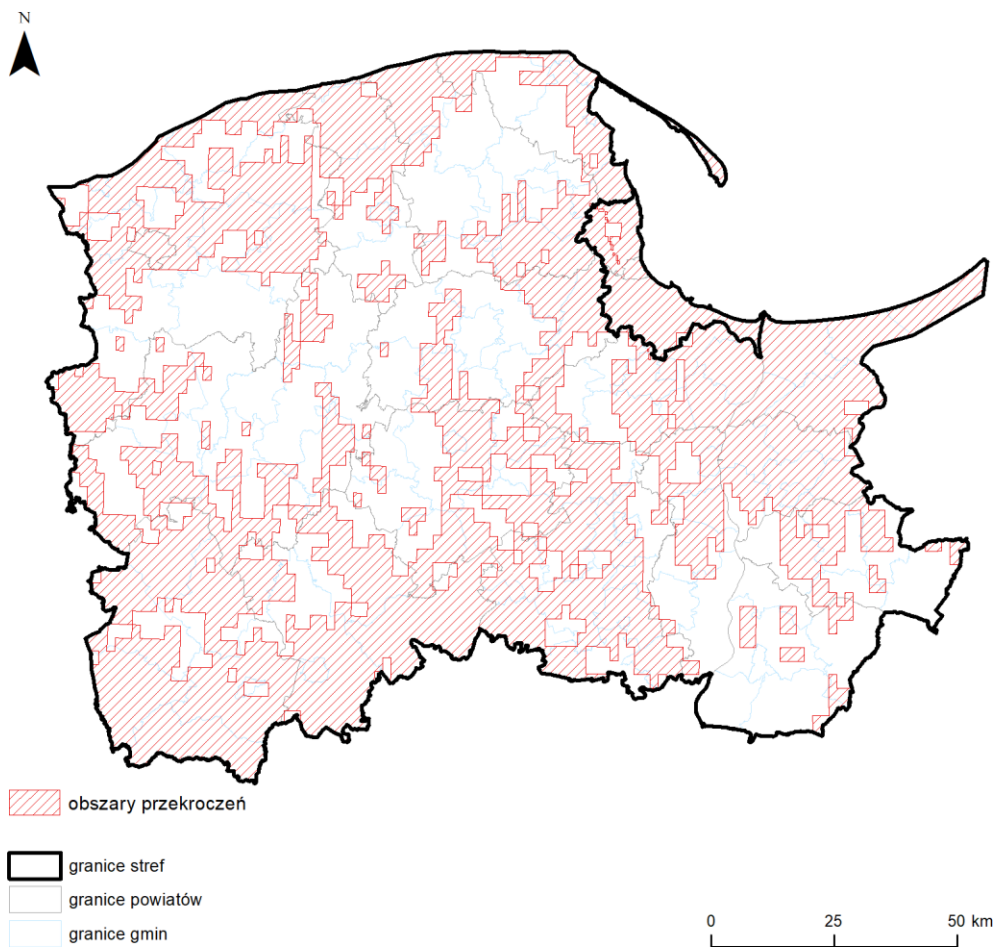 N
obszary przekroczeń
granice stref
granice powiatów
granice gmin
0 25 50 km